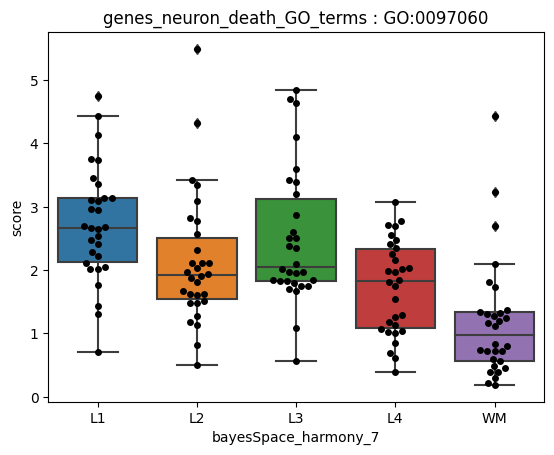 genes_neuron_death_GO_terms : GO:0097060
score
5
4
3
2
1
0
L1 L2 L3 L4 WM
bayesSpace_harmony_7